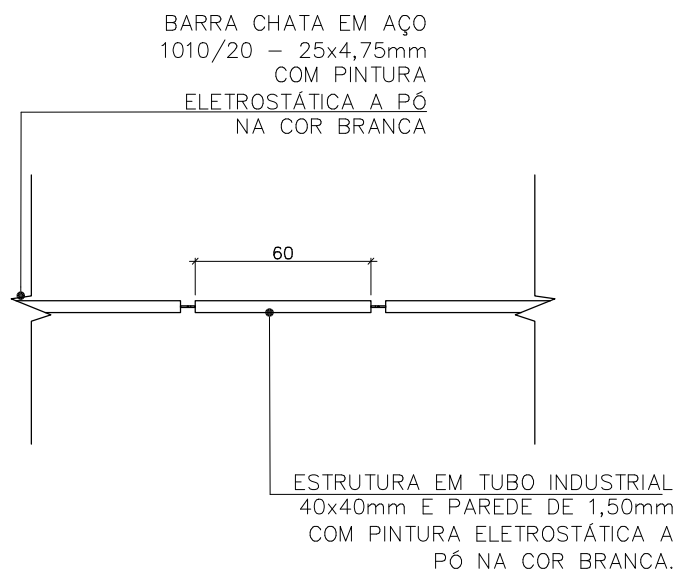 BARRA CHATA EM AÇO
1010/20 – 25x4,75mm
COM PINTURA
ELETROSTÁTICA A PÓ
NA COR BRANCA
60
ESTRUTURA EM TUBO INDUSTRIAL
40x40mm E PAREDE DE 1,50mm
COM PINTURA ELETROSTÁTICA A
PÓ NA COR BRANCA.